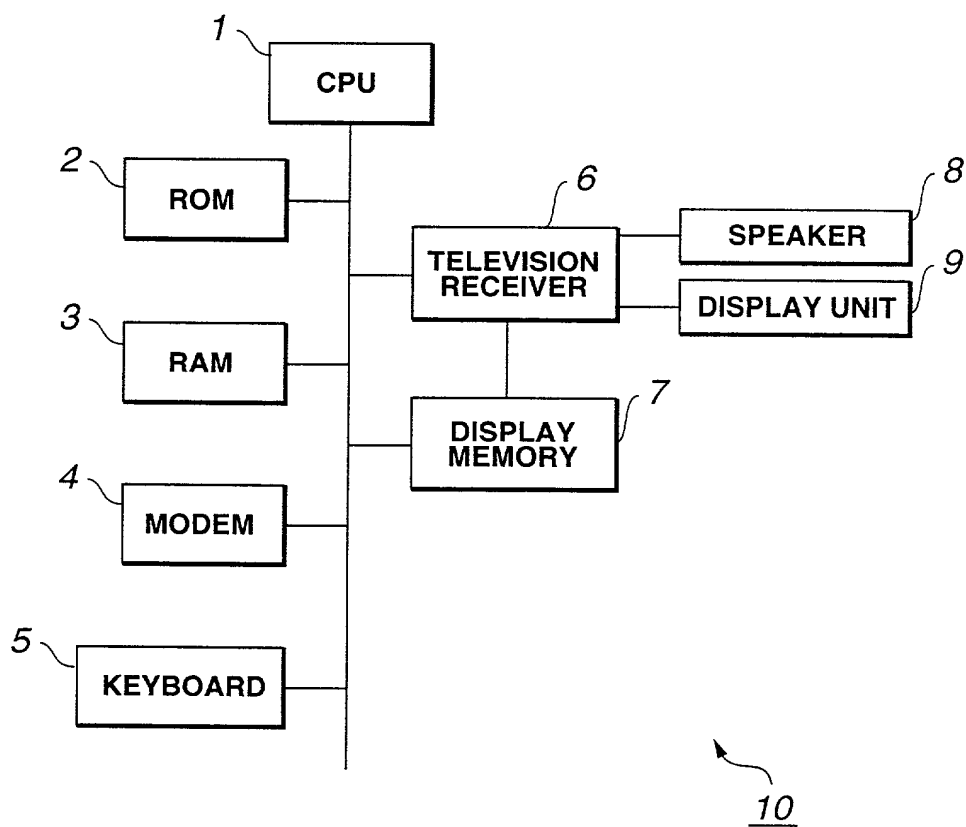 1
CPU
2
ROM
6
8
TELEVISION
RECEIVER
SPEAKER
9
DISPLAY UNIT
3
RAM
7
DISPLAY
MEMORY
4
MODEM
5
KEYBOARD
10